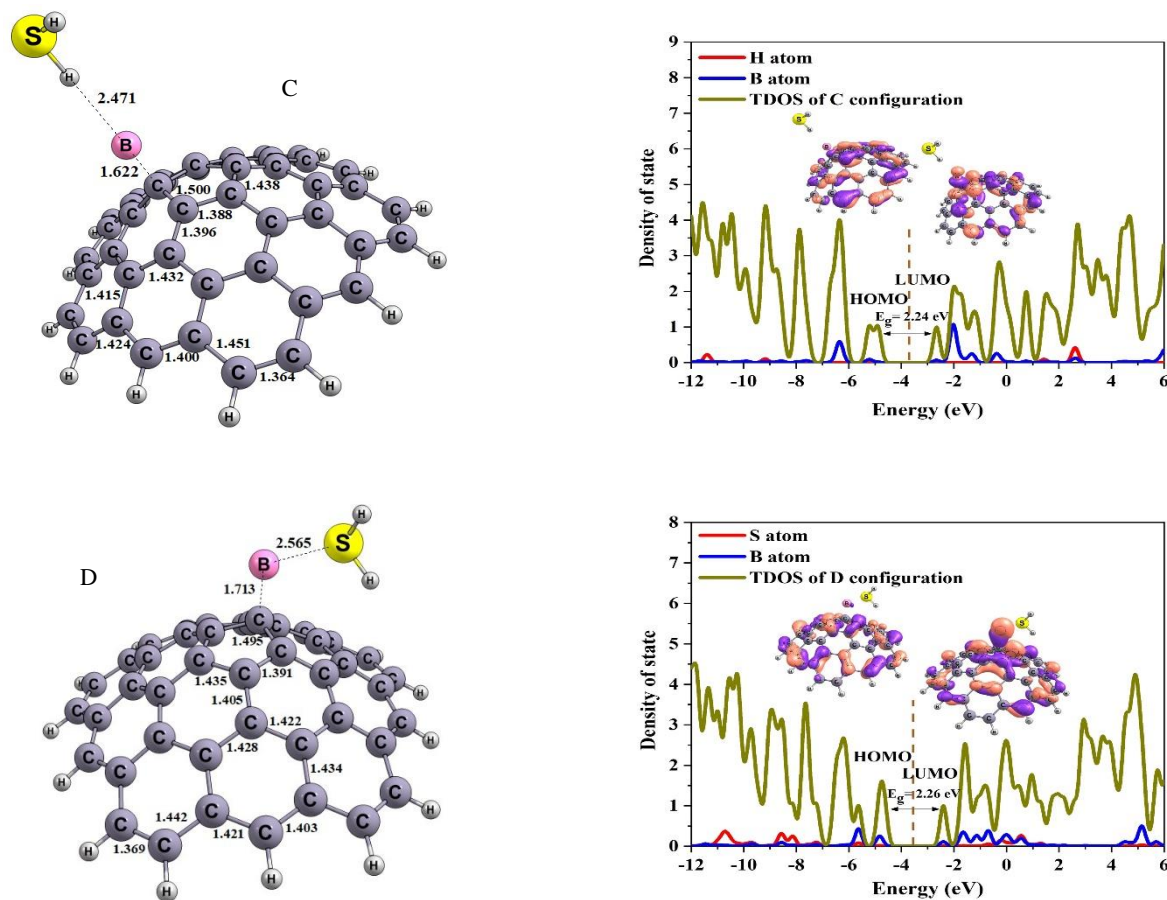 C
S
H
H
2.471
B
1.622
1.500
1.438
1.388
1.396
1.432
1.415
1.424
1.400
1.451
1.364
H atom
B atom
TDOS of C configuration
Density of state
9
8
7
6
5
4
3
2
1
0
HOMO
LUMO
Eg= 2.24 eV
-12 -10 -8 -6 -4 -2 0 2 4 6
Energy (eV)
D
H
2.565
S
B
H
1.713
1.495
1.391
1.435
1.405
1.422
1.428
1.434
1.442
1.421
1.403
1.369
S atom
B atom
TDOS of D configuration
Density of state
8
7
6
5
4
3
2
1
0
HOMO
LUMO
Eg= 2.26 eV
-12 -10 -8 -6 -4 -2 0 2 4 6
Energy (eV)